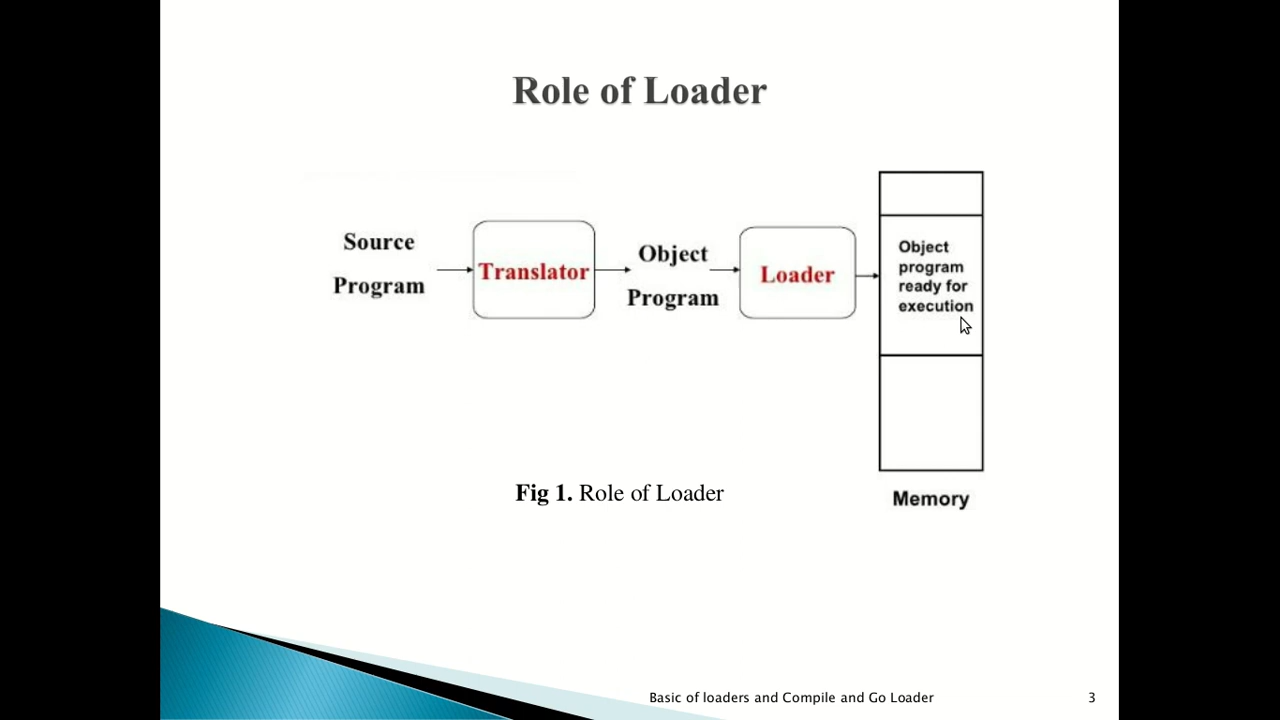 Role of Loader
Source
Program
Translator
Object
Program
Loader
Object
program
ready for
execution
Memory
Fig 1. Role of Loader
Basic of loaders and Compile and Go Loader
3